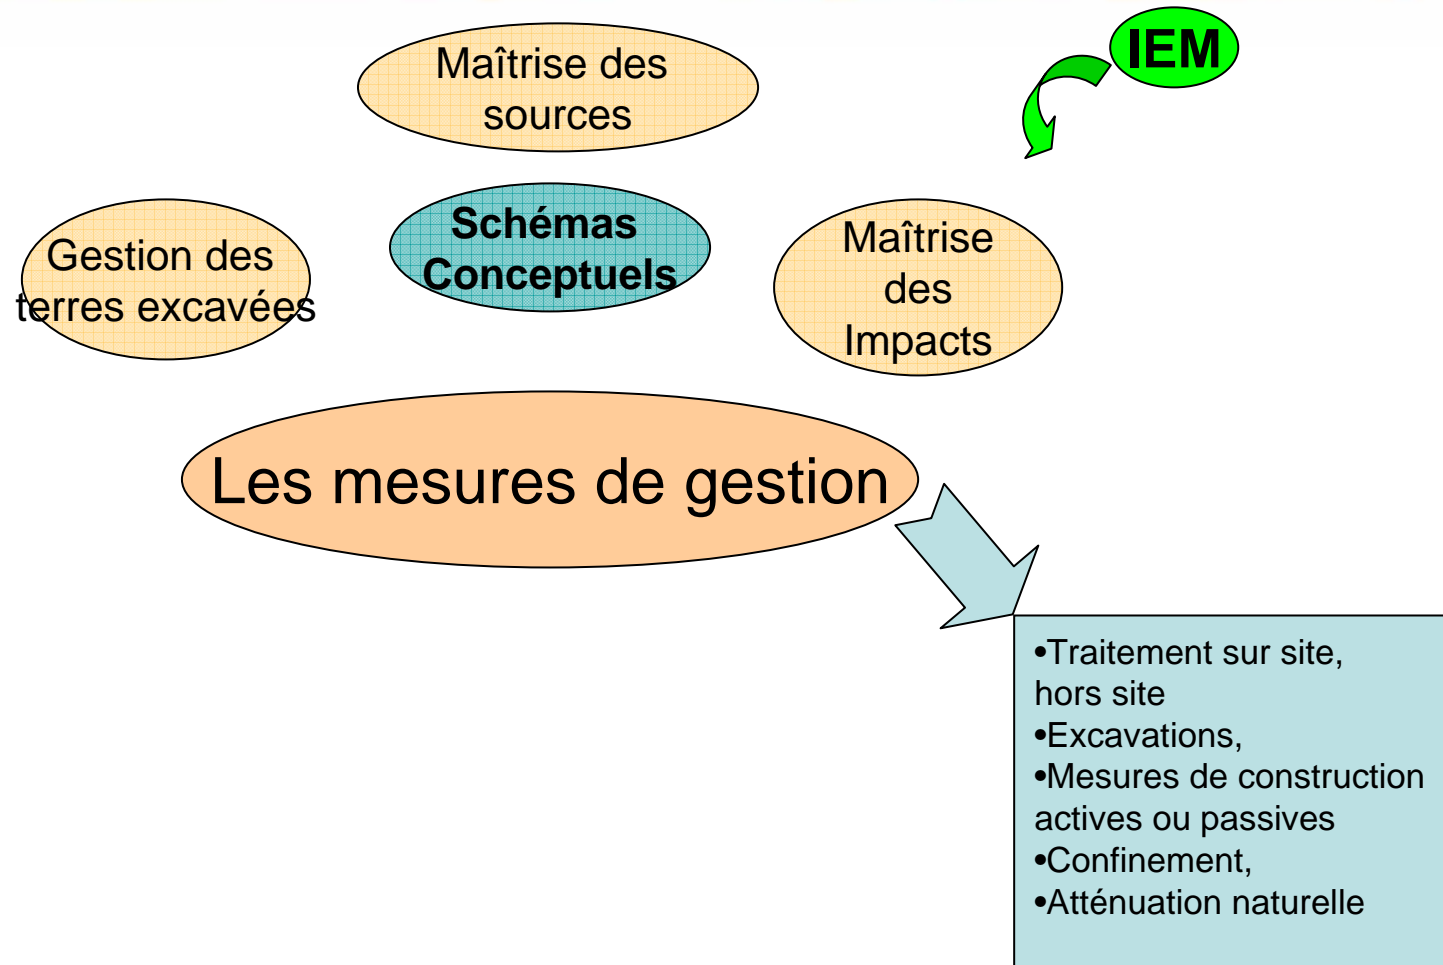 Maîtrise des
sources
IEM
Schémas
Conceptuels
Gestion des
terres excavées
Maîtrise
des
Impacts
Les mesures de gestion
•Traitement sur site,
hors site
•Excavations,
•Mesures de construction
actives ou passives
•Confinement,
•Atténuation naturelle